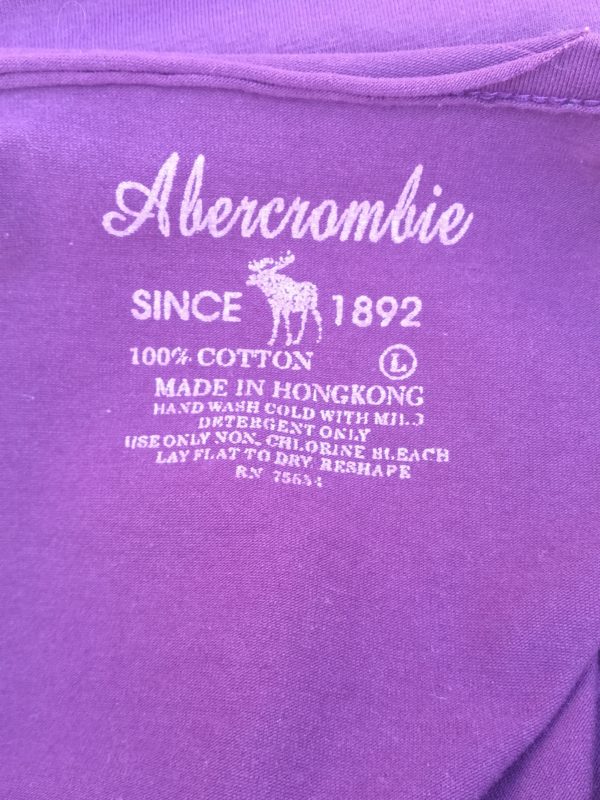 Abercrombie
SINCE 1892
100% COTTON L
MADE IN HONGKONG
HAND WASH COLD WITH MILD
DETERGENT ONLY
USE ONLY NON, CHLORINE BLEACH
LAY FLAT TO DRY, RESHAPE
RN